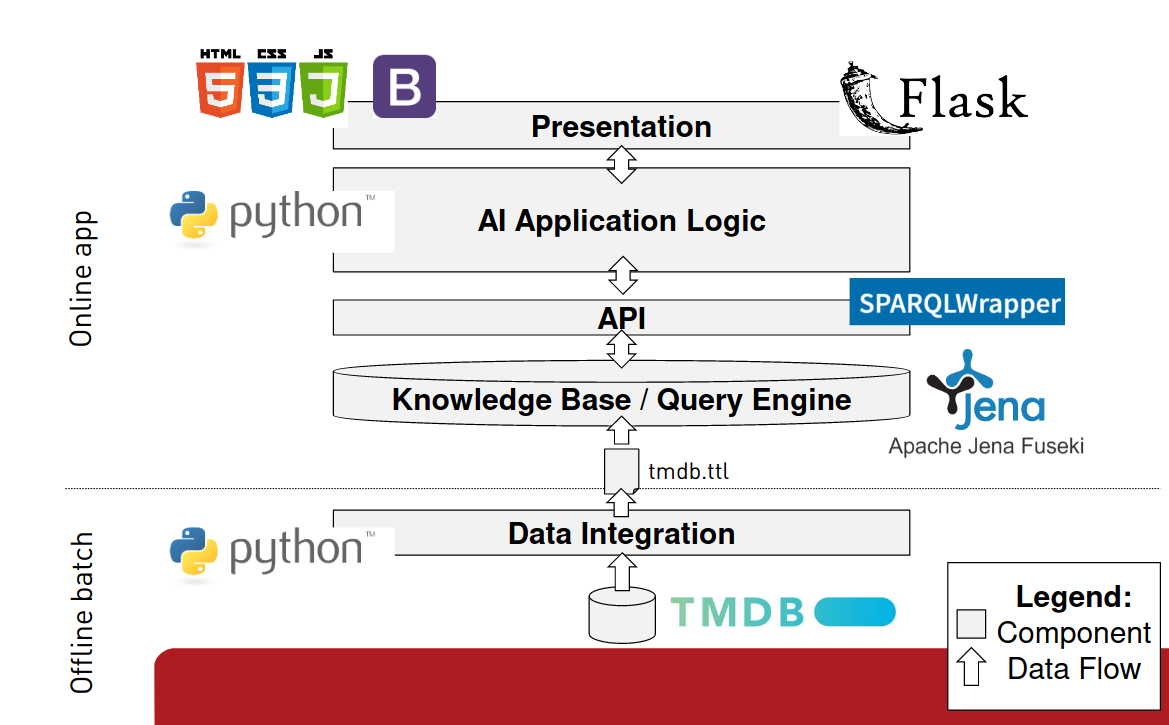 HTML CSS JS
5 3 J
B
Flask
Presentation
python™
AI Application Logic
Online app
SPARQLWrapper
API
Knowledge Base / Query Engine
Jena
Apache Jena Fuseki
tmdb.ttl
python™
Data Integration
Offline batch
TMDB
Legend:
Component
Data Flow